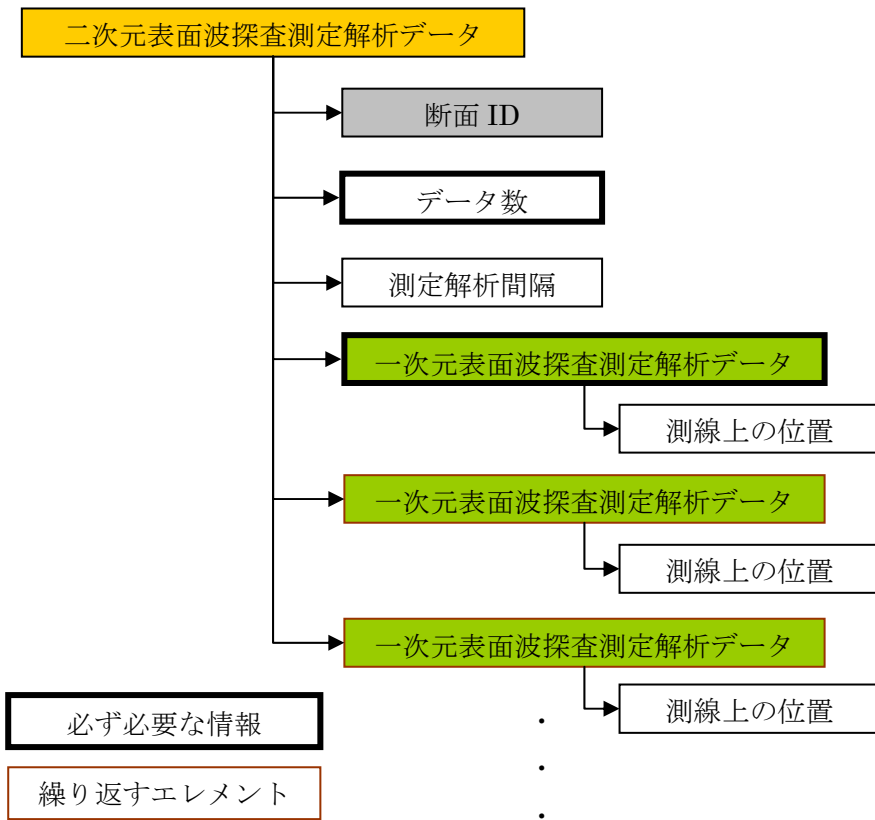 二次元表面波探査測定解析データ
断面 ID
データ数
測定解析間隔
一次元表面波探査測定解析データ
測線上の位置
一次元表面波探査測定解析データ
測線上の位置
一次元表面波探査測定解析データ
測線上の位置
必ず必要な情報
・
・
繰り返すエレメント
・